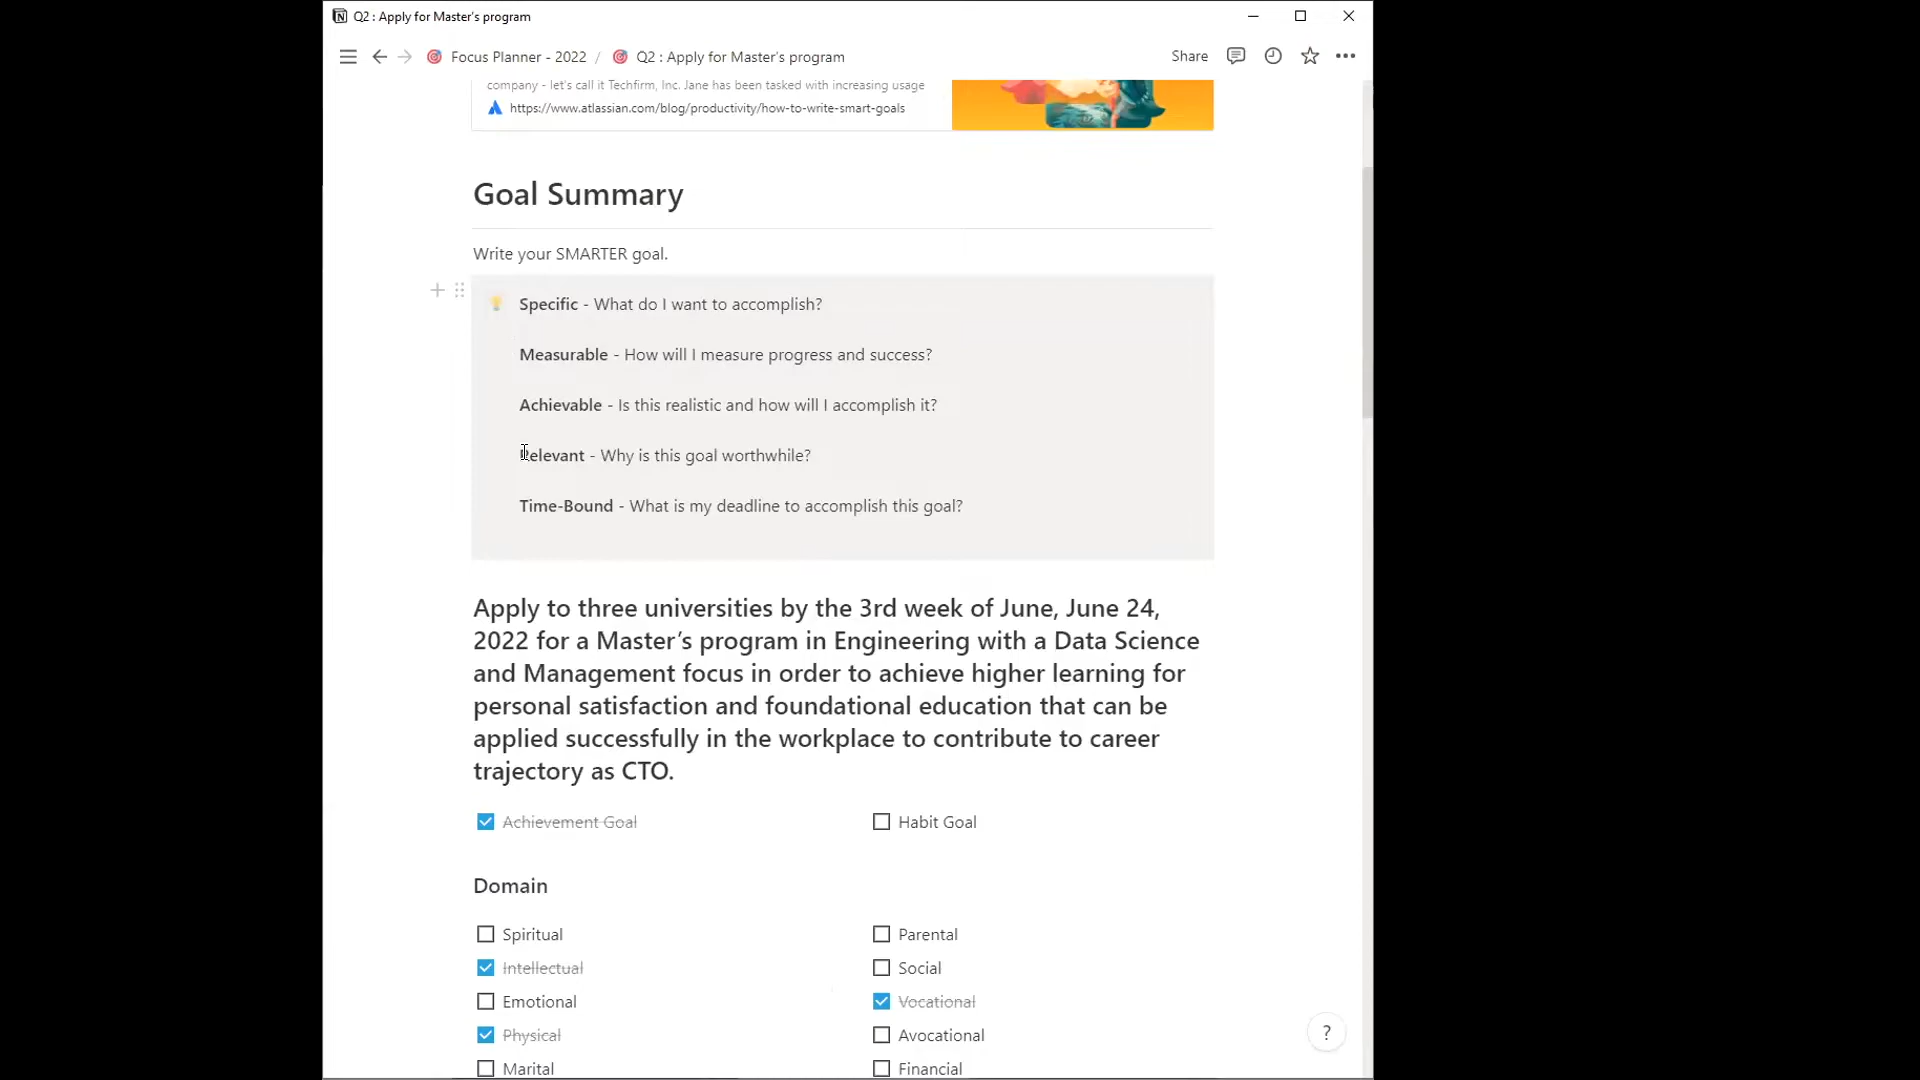 Q2 : Apply for Master's program
Focus Planner - 2022 / Q2 : Apply for Master's program
Share
company - let's call it Techfirm, Inc. Jane has been tasked with increasing usage
https://www.atlassian.com/blog/productivity/how-to-write-smart-goals
Goal Summary
Write your SMARTER goal.
Specific - What do I want to accomplish?
Measurable - How will I measure progress and success?
Achievable - Is this realistic and how will I accomplish it?
Relevant - Why is this goal worthwhile?
Time-Bound - What is my deadline to accomplish this goal?
Apply to three universities by the 3rd week of June, June 24,
2022 for a Master’s program in Engineering with a Data Science
and Management focus in order to achieve higher learning for
personal satisfaction and foundational education that can be
applied successfully in the workplace to contribute to career
trajectory as CTO.
Achievement Goal
Habit Goal
Domain
Spiritual
Parental
Intellectual
Social
Emotional
Vocational
Physical
Avocational
Marital
Financial
?